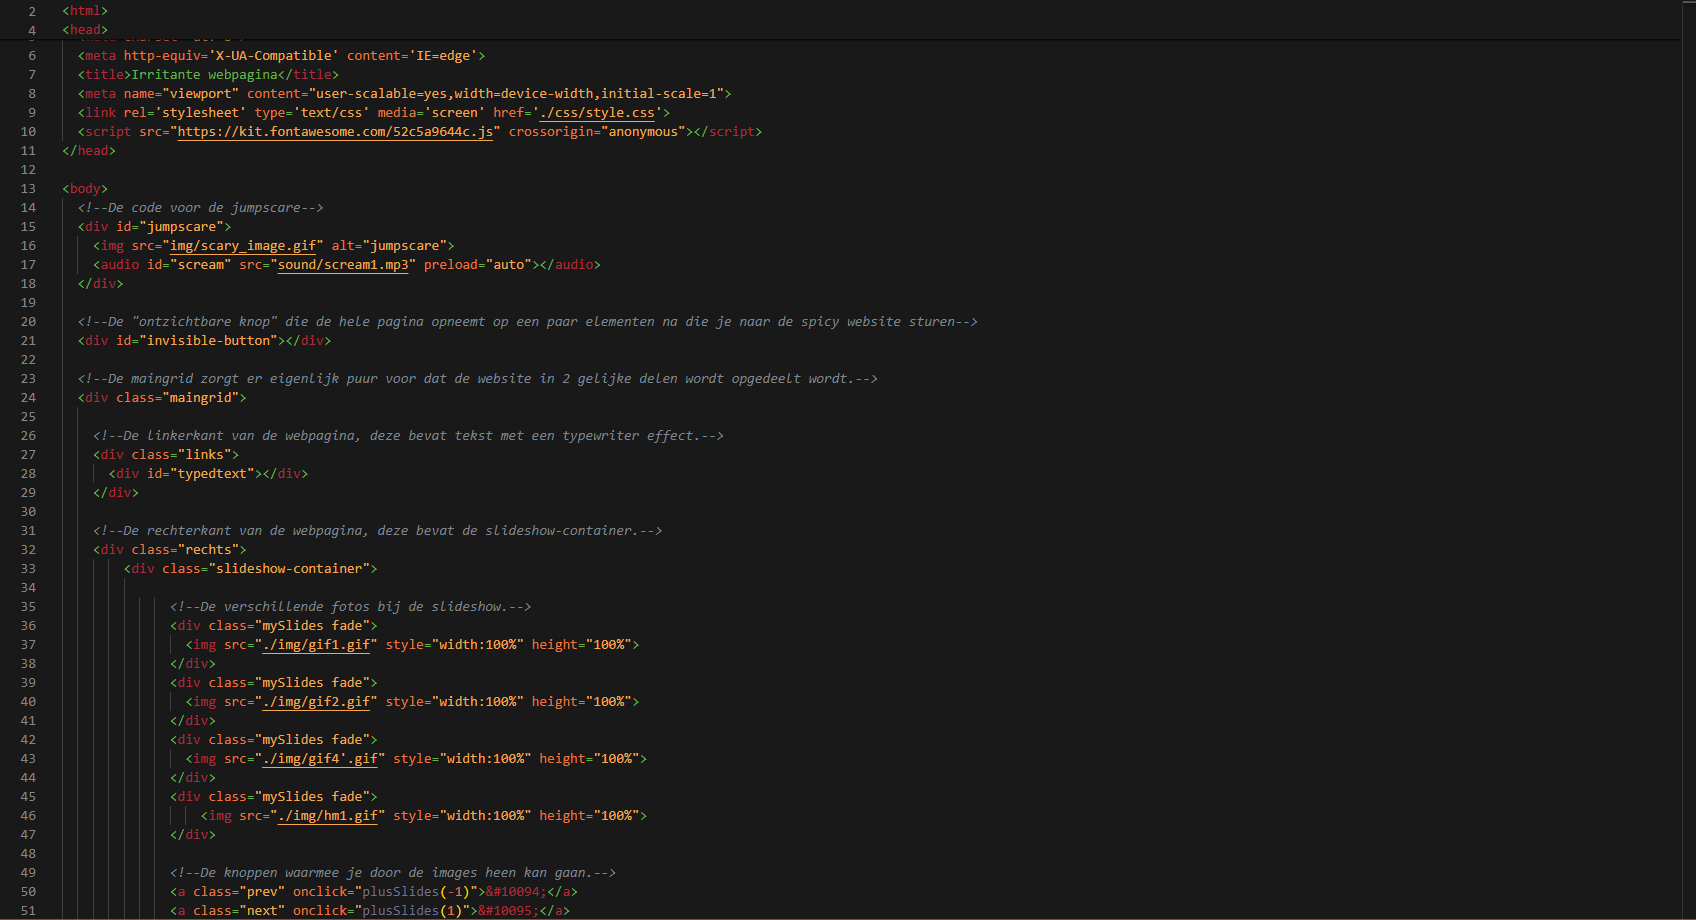 2 <html>
4 <head>
6 <meta http-equiv='X-UA-Compatible' content='IE=edge'>
7 <title>Irritante webpagina</title>
8 <meta name="viewport" content="user-scalable=yes,width=device-width,initial-scale=1">
9 <link rel='stylesheet' type='text/css' media='screen' href='./css/style.css'>
10 <script src="https://kit.fontawesome.com/52c5a9644c.js" crossorigin="anonymous"></script>
11 </head>
12
13 <body>
14 <!--De code voor de jumpscare-->
15 <div id="jumpscare">
16 <img src="img/scary_image.gif" alt="jumpscare">
17 <audio id="scream" src="sound/scream1.mp3" preload="auto"></audio>
18 </div>
19
20 <!--De "ontzichtbare knop" die de hele pagina opneemt op een paar elementen na die je naar de spicy website sturen-->
21 <div id="invisible-button"></div>
22
23 <!--De maingrid zorgt er eigenlijk puur voor dat de website in 2 gelijke delen wordt opgedeelt wordt.-->
24 <div class="maingrid">
25
26 <!--De linkerkant van de webpagina, deze bevat tekst met een typewriter effect.-->
27 <div class="links">
28 <div id="typedtext"></div>
29 </div>
30
31 <!--De rechterkant van de webpagina, deze bevat de slideshow-container.-->
32 <div class="rechts">
33 <div class="slideshow-container">
34
35 <!--De verschillende fotos bij de slideshow.-->
36 <div class="mySlides fade">
37 <img src="./img/gif1.gif" style="width:100%" height="100%">
38 </div>
39 <div class="mySlides fade">
40 <img src="./img/gif2.gif" style="width:100%" height="100%">
41 </div>
42 <div class="mySlides fade">
43 <img src="./img/gif4'.gif" style="width:100%" height="100%">
44 </div>
45 <div class="mySlides fade">
46 <img src="./img/hm1.gif" style="width:100%" height="100%">
47 </div>
48
49 <!--De knoppen waarmee je door de images heen kan gaan.-->
50 <a class="prev" onclick="plusSlides(-1)">&#10094;</a>
51 <a class="next" onclick="plusSlides(1)">&#10095;</a>